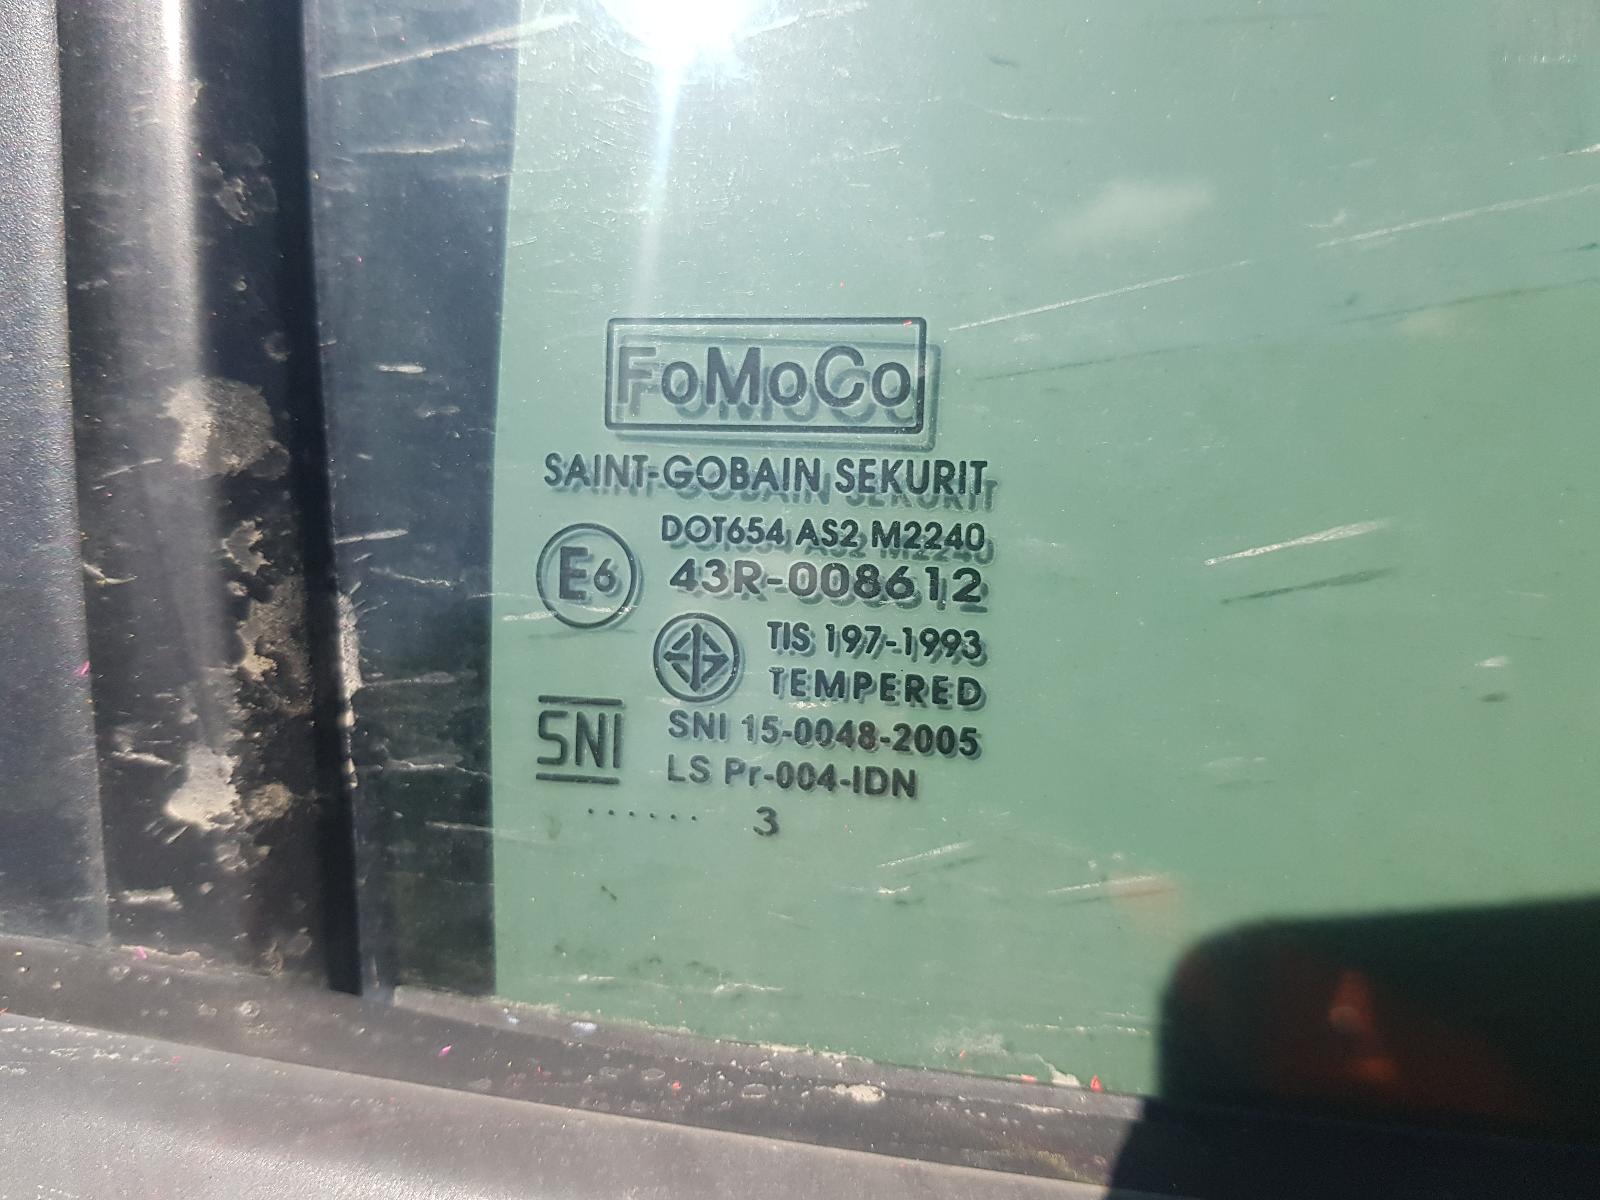 FoMoCo
SAINT-GOBAIN SEKURIT
DOT654 AS2 M2240
E6 43R-008612
TIS 197-1993
TEMPERED
SNI SNI 15-0048-2005
LS Pr-004-IDN
...... 3